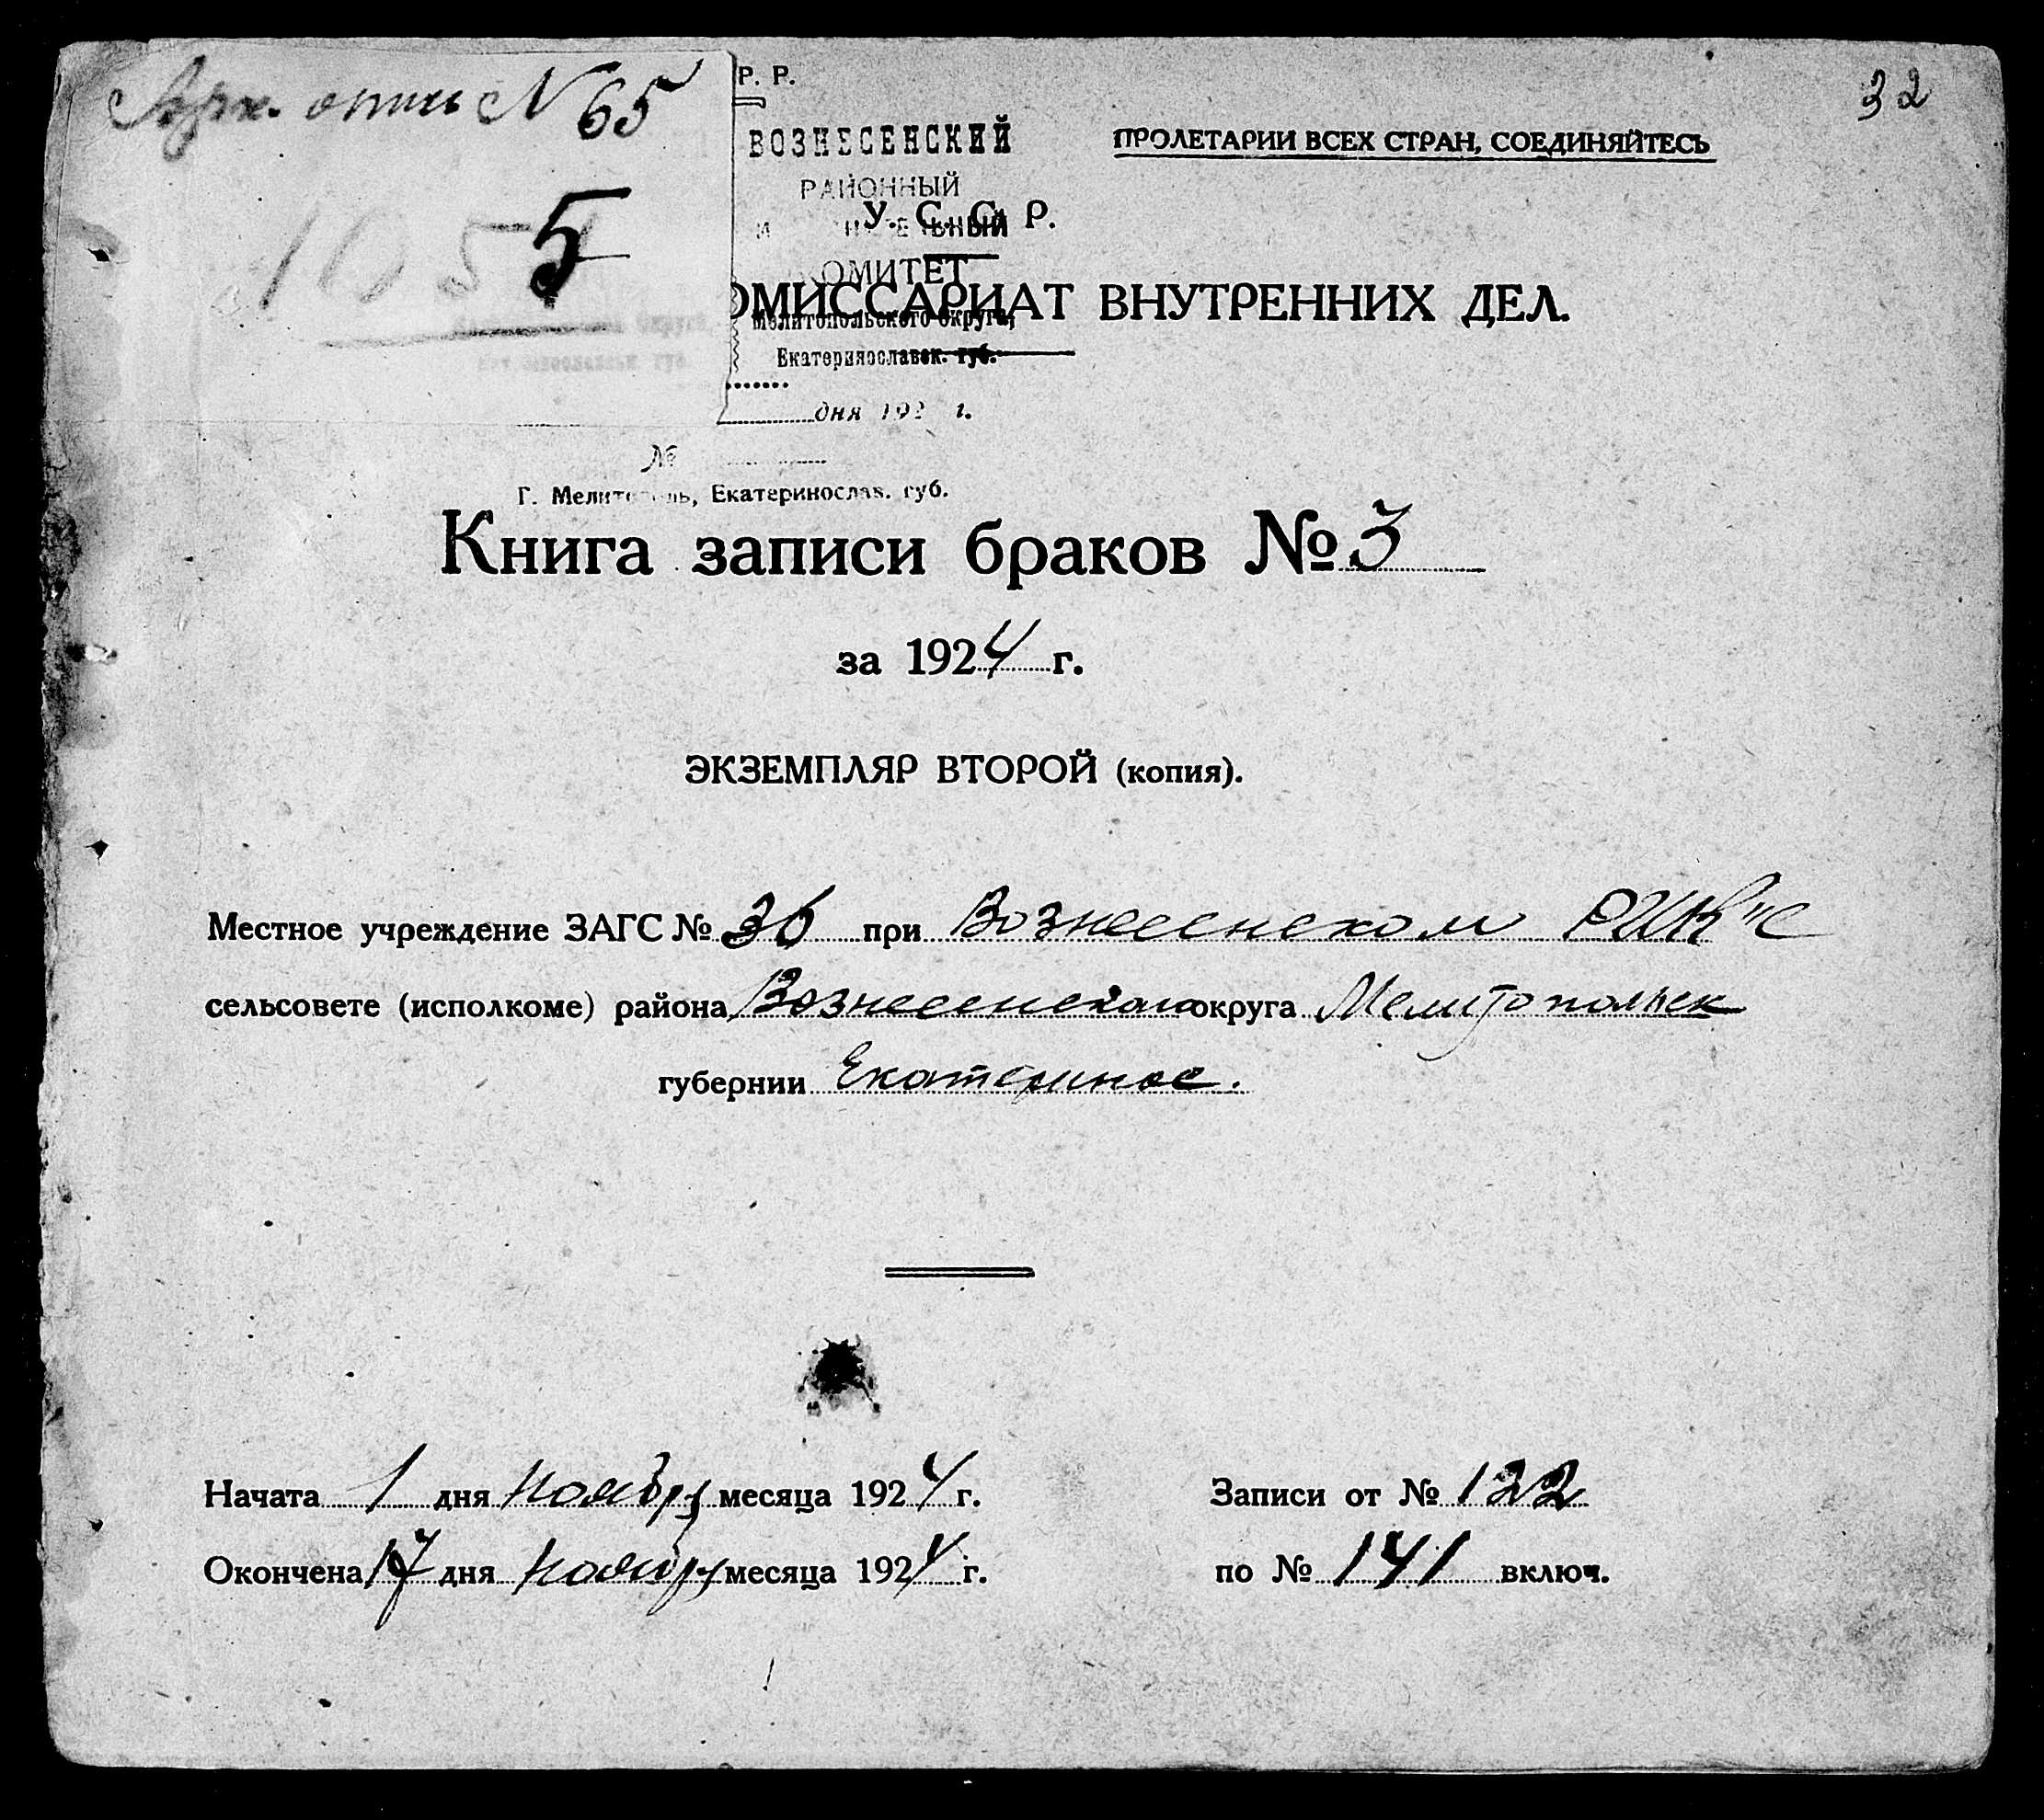 Арх. опись № 65
5
32
Р. Р.
ВОЗНЕСЕНСКИЙ
РАЙОННЫЙ
КОМИТЕТ
Мелитопольского Округа,
Екатеринославск. губ.
дня 192 г.
№
Г. Мелитополь, Екатеринослав. губ.
ПРОЛЕТАРИИ ВСЕХ СТРАН, СОЕДИНЯЙТЕСЬ
У. С. С. Р.
ОМИССАРИАТ ВНУТРЕННИХ ДЕЛ.
Книга записи браков № 3
за 1924 г.
ЭКЗЕМПЛЯР ВТОРОЙ (копия).
Местное учреждение ЗАГС № 36 при Вознесенском РИК'е
сельсовете (исполкоме) района Вознесенского округа Мелитопольск
губернии Екатеринос.
Начата 1 дня ноября месяца 1924 г.
Окончена 17 дня ноября месяца 1924 г.
Записи от № 122
по № 141 включ.